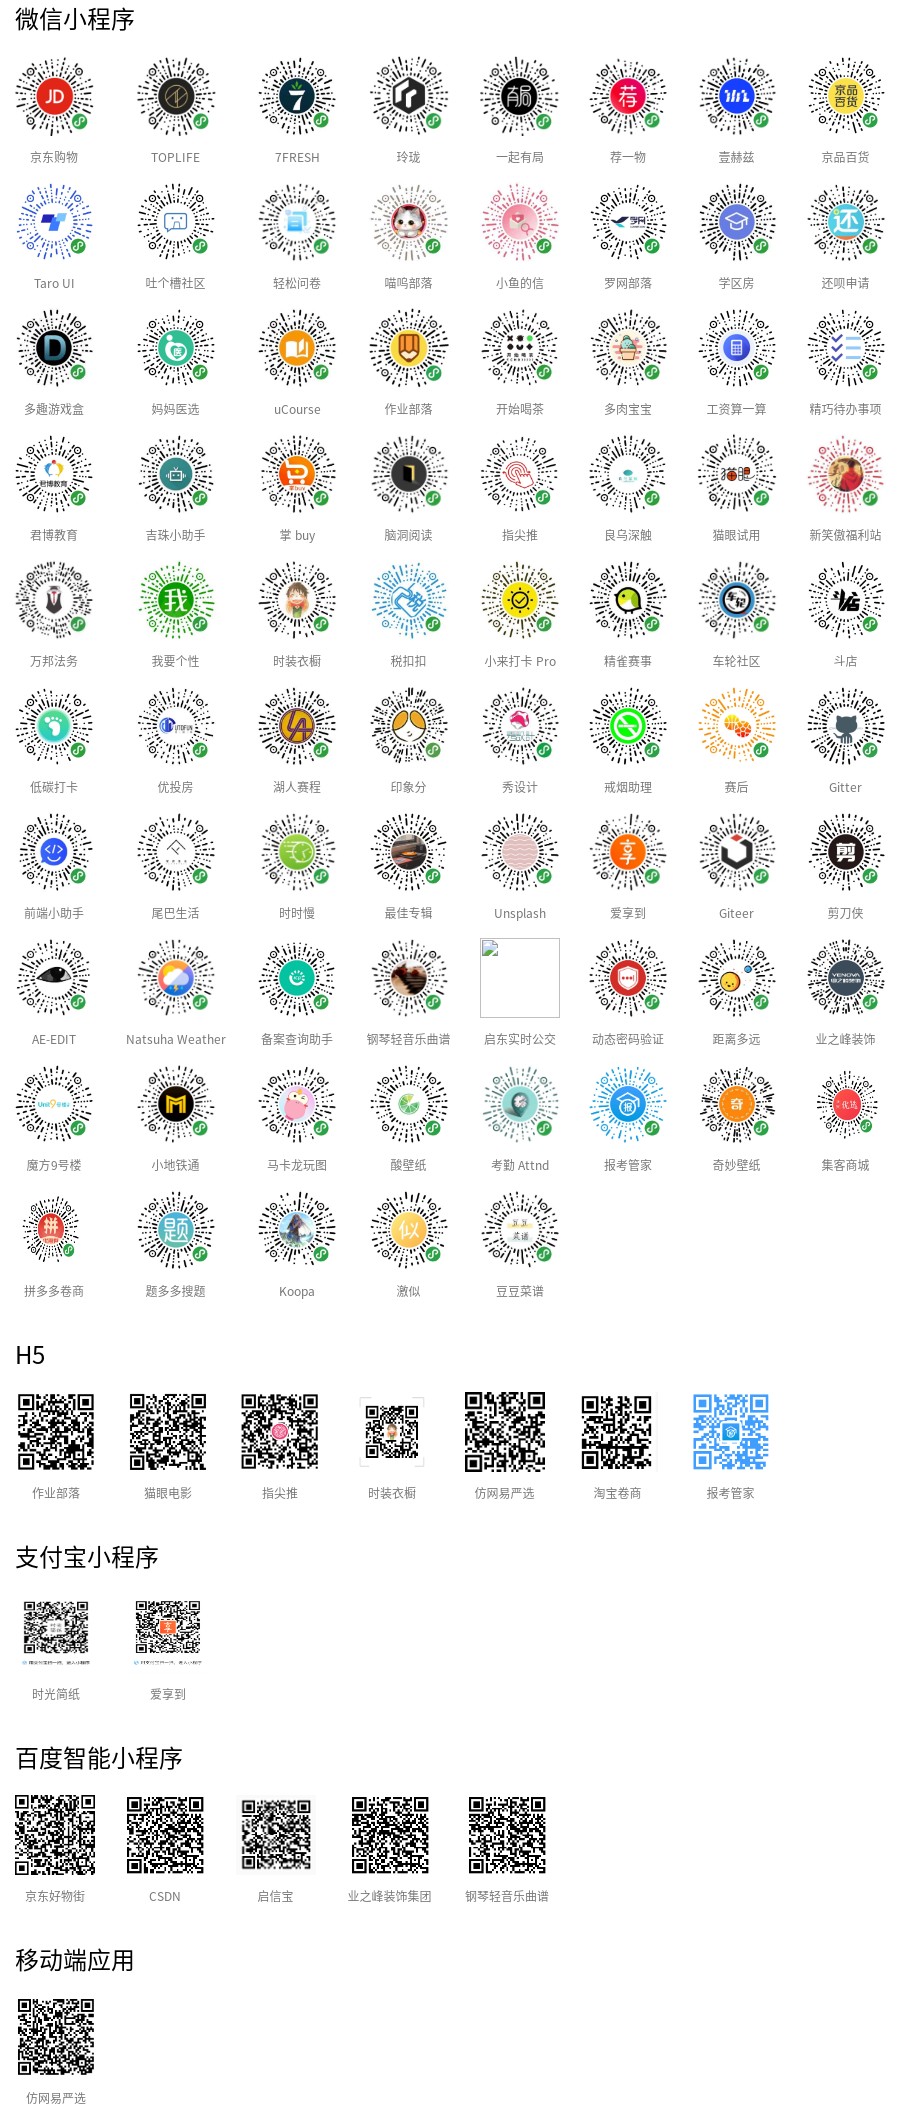 微信小程序
京东购物 TOPLIFE 7FRESH 玲珑 一起有局 荐一物 壹赫兹 京品百货
Taro UI 吐个槽社区 轻松问卷 喵呜部落 小鱼的信 罗网部落 学区房 还呗申请
多趣游戏盒 妈妈医选 uCourse 作业部落 开始喝茶 多肉宝宝 工资算一算 精巧待办事项
君博教育 吉珠小助手 掌 buy 脑洞阅读 指尖推 良乌深触 猫眼试用 新笑傲福利站
万邦法务 我要个性 时装衣橱 税扣扣 小来打卡 Pro 精雀赛事 车轮社区 斗店
低碳打卡 优投房 湖人赛程 印象分 秀设计 戒烟助理 赛后 Gitter
前端小助手 尾巴生活 时时慢 最佳专辑 Unsplash 爱享到 Giteer 剪刀侠
AE-EDIT Natsuha Weather 备案查询助手 钢琴轻音乐曲谱 启东实时公交 动态密码验证 距离多远 业之峰装饰
魔方9号楼 小地铁通 马卡龙玩图 酸壁纸 考勤 Attnd 报考管家 奇妙壁纸 集客商城
拼多多卷商 题多多搜题 Koopa 激似 豆豆菜谱
H5
作业部落 猫眼电影 指尖推 时装衣橱 仿网易严选 淘宝卷商 报考管家
支付宝小程序
时光简纸 爱享到
百度智能小程序
京东好物街 CSDN 启信宝 业之峰装饰集团 钢琴轻音乐曲谱
移动端应用
仿网易严选